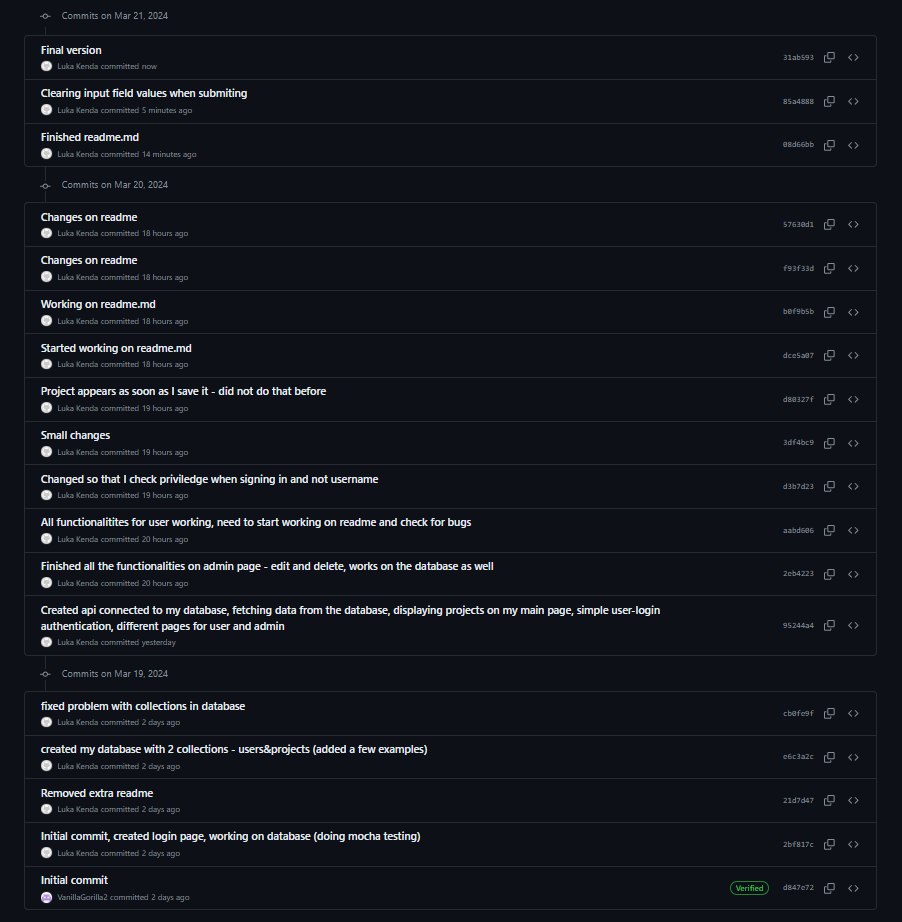 Commits on Mar 21, 2024
Final version
Luka Kenda committed now
31ab593
Clearing input field values when submiting
Luka Kenda committed 5 minutes ago
85a4888
Finished readme.md
Luka Kenda committed 14 minutes ago
08d66bb
Commits on Mar 20, 2024
Changes on readme
Luka Kenda committed 18 hours ago
57630d1
Changes on readme
Luka Kenda committed 18 hours ago
f93f33d
Working on readme.md
Luka Kenda committed 18 hours ago
b0f9b5b
Started working on readme.md
Luka Kenda committed 18 hours ago
dce5a07
Project appears as soon as I save it - did not do that before
Luka Kenda committed 19 hours ago
d80327f
Small changes
Luka Kenda committed 19 hours ago
3df4bc9
Changed so that I check priviledge when signing in and not username
Luka Kenda committed 19 hours ago
d3b7d23
All functionalitites for user working, need to start working on readme and check for bugs
Luka Kenda committed 20 hours ago
aabd606
Finished all the functionalities on admin page - edit and delete, works on the database as well
Luka Kenda committed 20 hours ago
2eb4223
Created api connected to my database, fetching data from the database, displaying projects on my main page, simple user-login
authentication, different pages for user and admin
Luka Kenda committed yesterday
95244a4
Commits on Mar 19, 2024
fixed problem with collections in database
Luka Kenda committed 2 days ago
cb0fe9f
created my database with 2 collections - users&projects (added a few examples)
Luka Kenda committed 2 days ago
e6c3a2c
Removed extra readme
Luka Kenda committed 2 days ago
21d7d47
Initial commit, created login page, working on database (doing mocha testing)
Luka Kenda committed 2 days ago
2bf817c
Initial commit
VanillaGorilla2 committed 2 days ago
Verified
d847e72